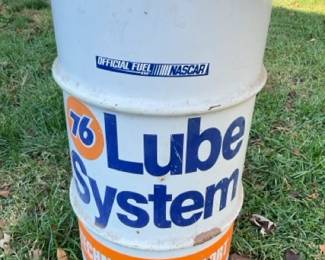 OFFICIAL FUEL NASCAR
76 Lube
System